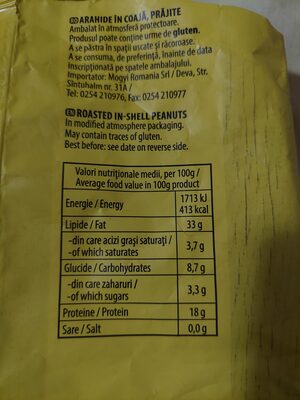 RO ARAHIDE ÎN COAJĂ, PRĂJITE
Ambalat în atmosferă protectoare.
Produsul poate conține urme de gluten.
A se păstra în spații uscate și răcoroase.
A se consuma, de preferință, înainte de data
inscripționată pe spatele ambalajului.
Importator: Mogyi Romania Srl / Deva, Str.
Sîntuhalm nr. 31A /
Tel: 0254 210976, Fax: 0254 210977
EN ROASTED IN-SHELL PEANUTS
In modified atmosphere packaging.
May contain traces of gluten.
Best before: see date on reverse side.
Valori nutriționale medii, per 100g /
Average food value in 100g product
Energie / Energy 1713 kJ
413 kcal
Lipide / Fat 33 g
-din care acizi grași saturați /
-of which saturates 3,7 g
Glucide / Carbohydrates 8,7 g
-din care zaharuri /
-of which sugars 3,3 g
Proteine / Protein 18 g
Sare / Salt 0,0 g